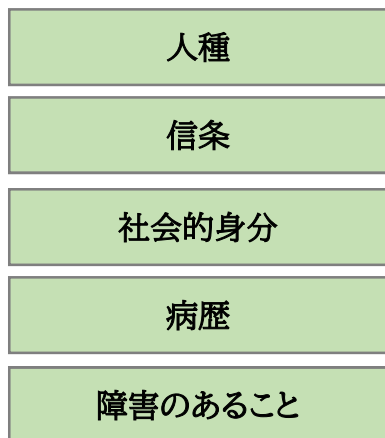 人種
信条
社会的身分
病歴
障害のあること